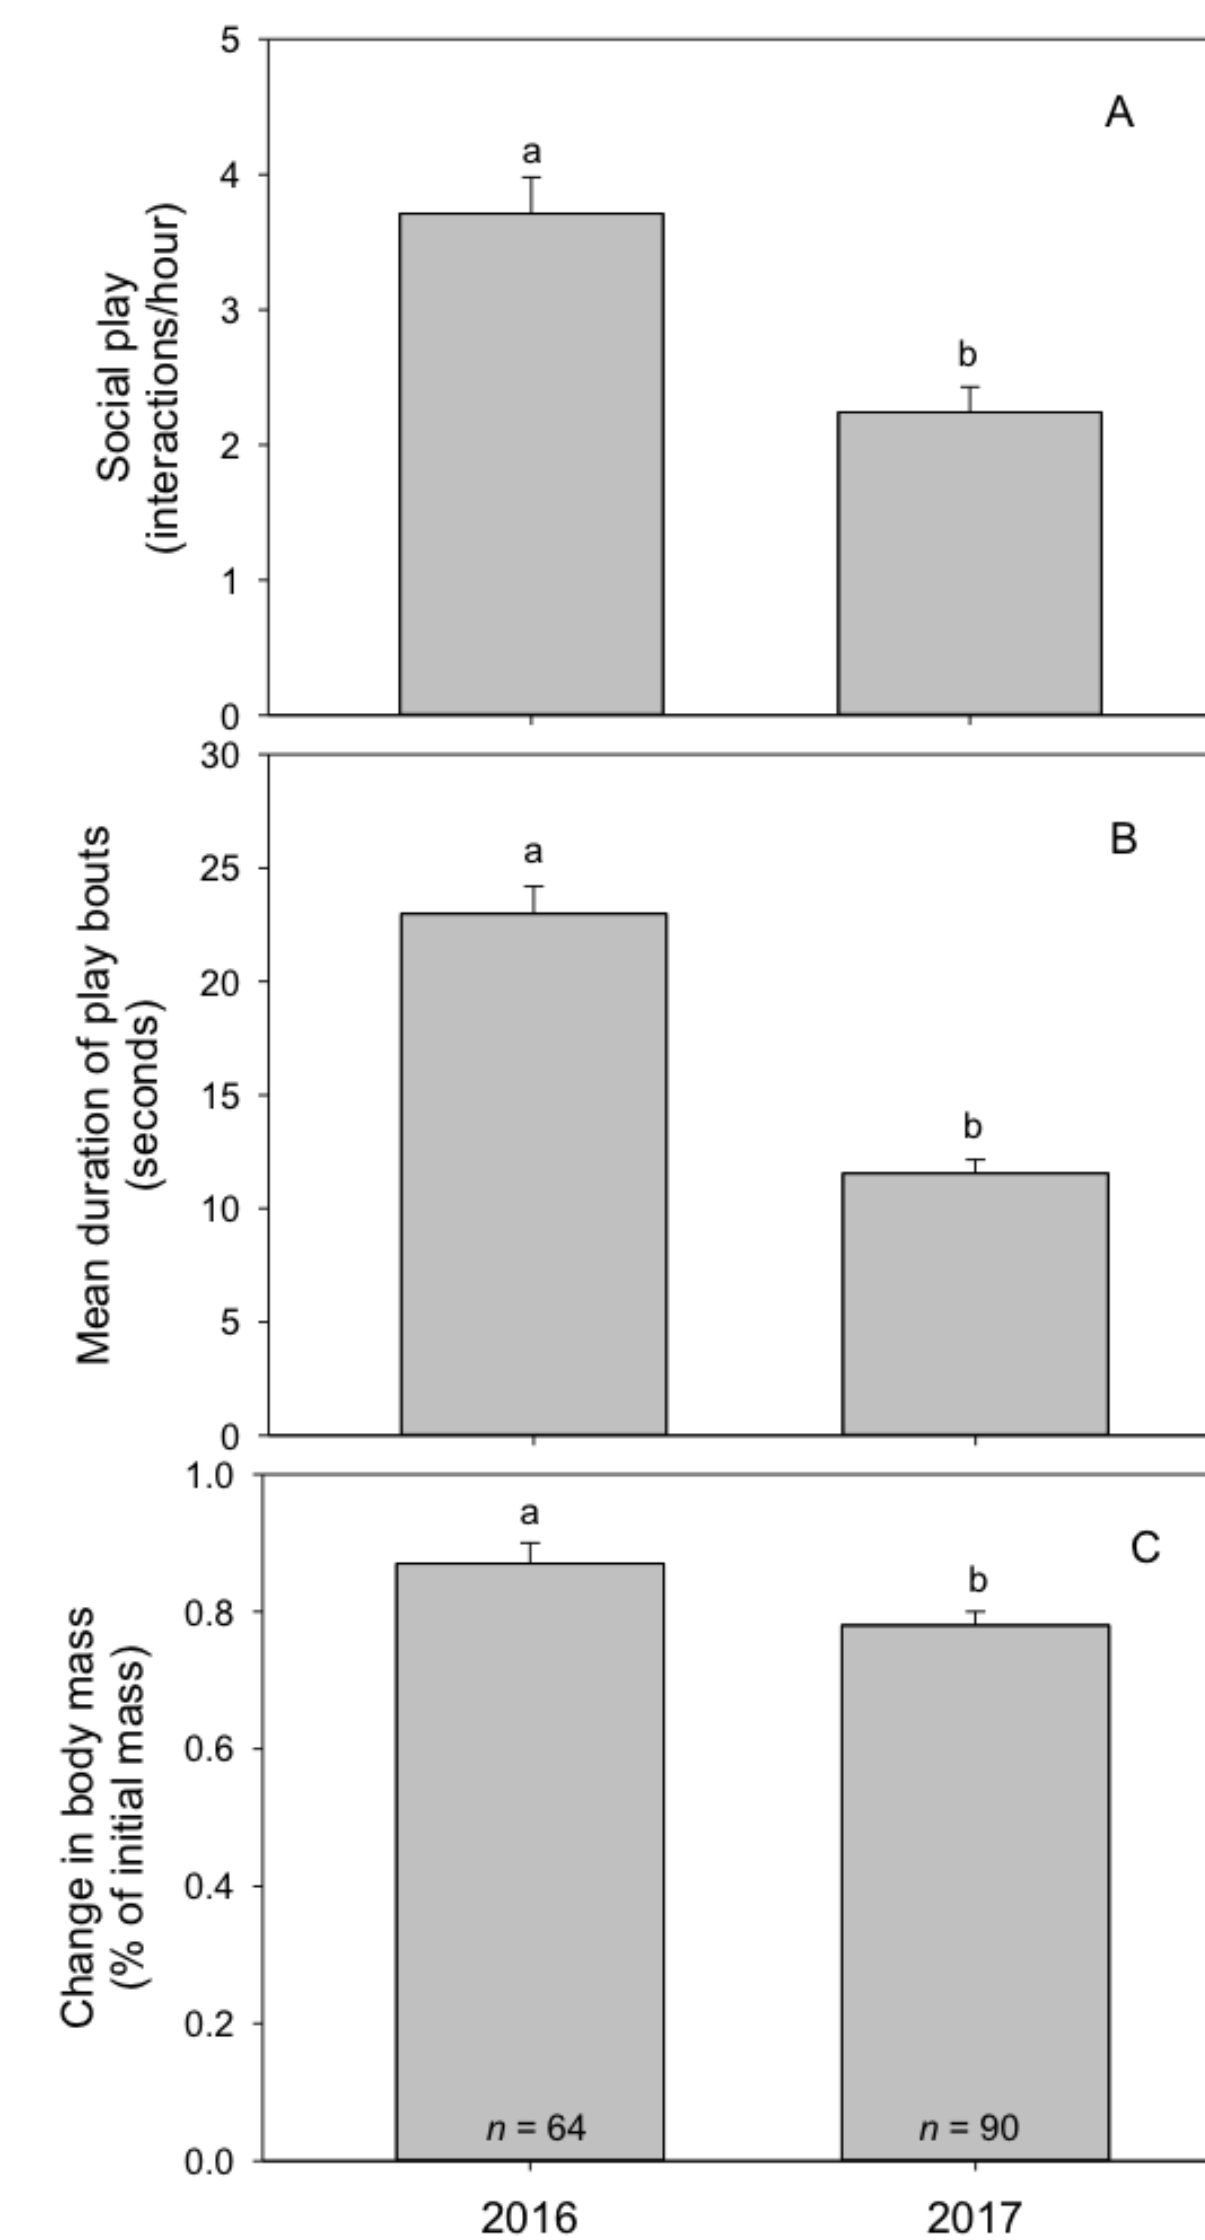 5
4
3
2
1
0
Social play
(interactions/hour)
a
b
A
30
25
20
15
10
5
0
Mean duration of play bouts
(seconds)
a
b
B
1.0
0.8
0.6
0.4
0.2
0.0
Change in body mass
(% of initial mass)
a
b
C
n = 64
n = 90
2016
2017